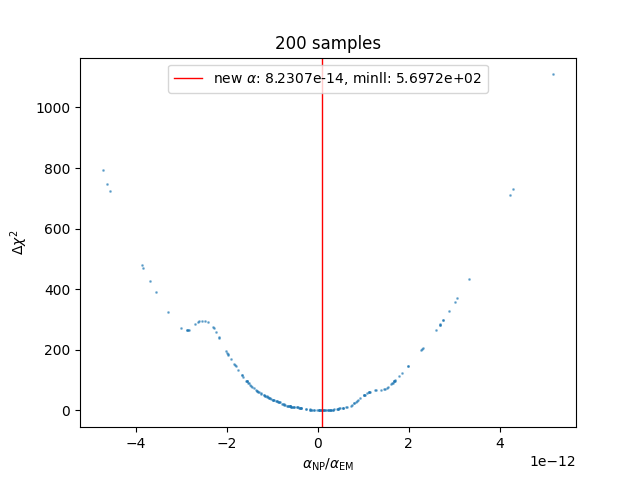 200 samples
new α: 8.2307e-14, minll: 5.6972e+02
1000
800
600
400
200
0
Δχ²
−4 −2 0 2 4
1e−12
α_NP/α_EM